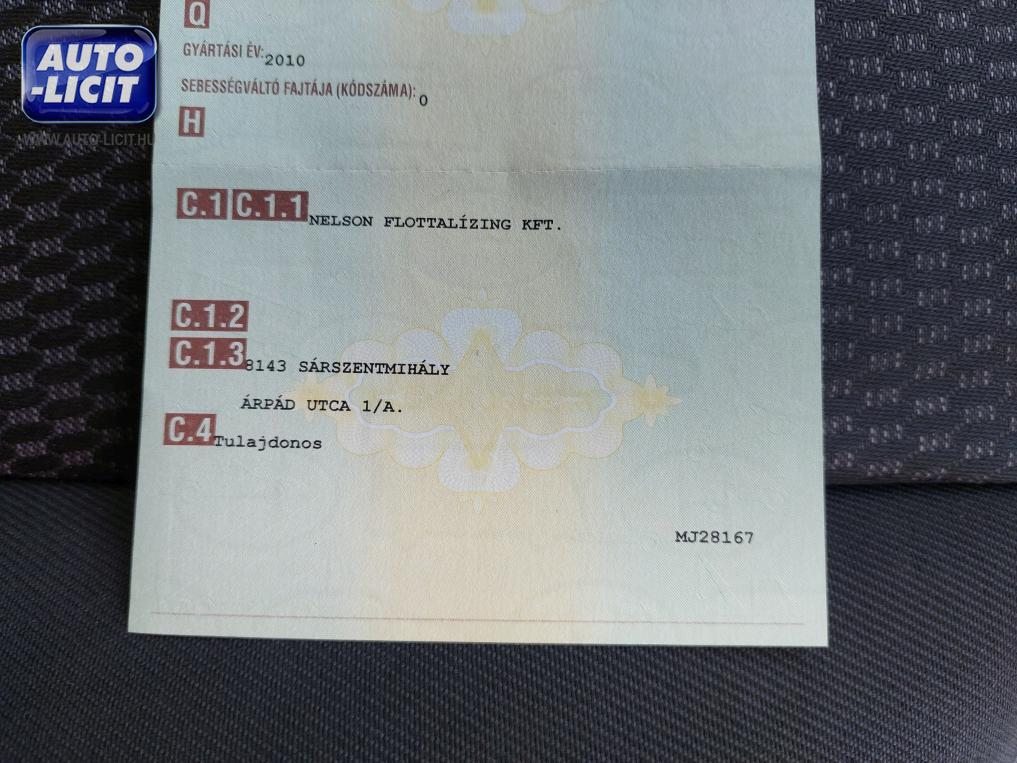 AUTO
-LICIT
WWW.AUTO-LICIT.HU
Q
GYÁRTÁSI ÉV: 2010
SEBESSÉGVÁLTÓ FAJTÁJA (KÓDSZÁMA): 0
H
C.1 C.1.1 NELSON FLOTTALÍZING KFT.
C.1.2
C.1.3 8143 SÁRSZENTMIHÁLY
ÁRPÁD UTCA 1/A.
C.4 Tulajdonos
MJ28167